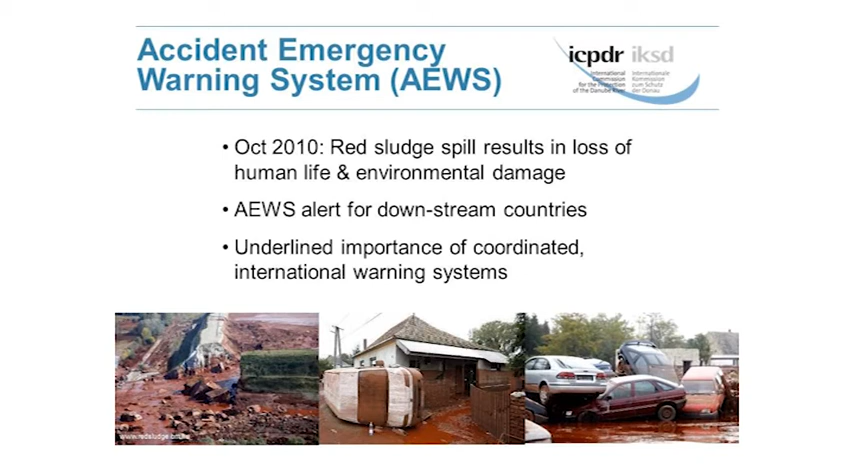 Accident Emergency
Warning System (AEWS)
icpdr iksd
International Internationale
Commission Kommission
for the Protection zum Schutz
of the Danube River der Donau
• Oct 2010: Red sludge spill results in loss of
human life & environmental damage
• AEWS alert for down-stream countries
• Underlined importance of coordinated,
international warning systems